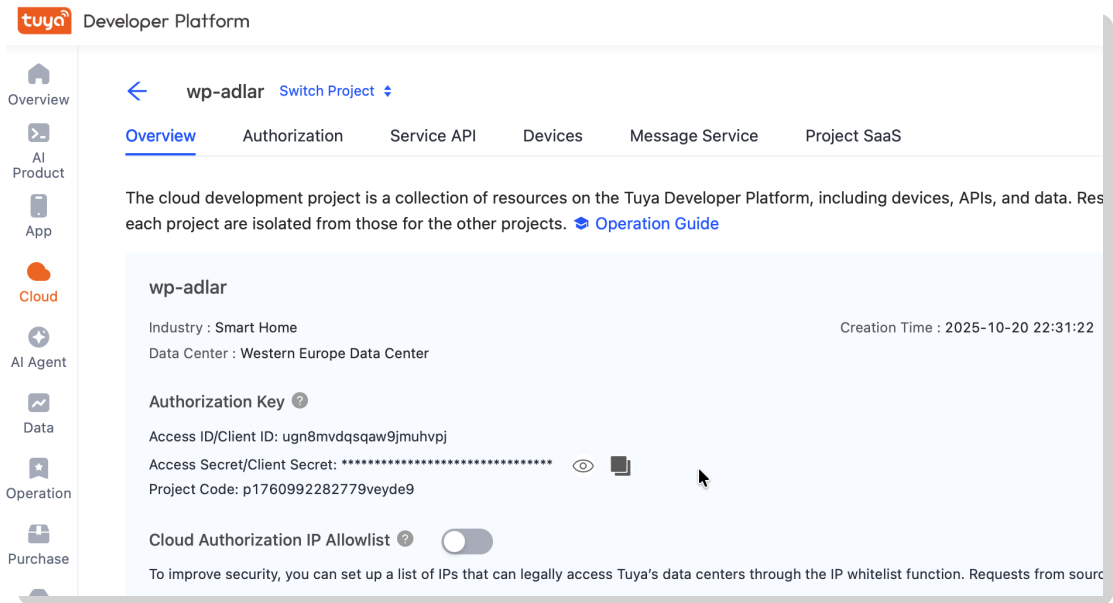 tuya Developer Platform
Overview
AI
Product
App
Cloud
AI Agent
Data
Operation
Purchase
wp-adlar Switch Project
Overview Authorization Service API Devices Message Service Project SaaS
The cloud development project is a collection of resources on the Tuya Developer Platform, including devices, APIs, and data. Res
each project are isolated from those for the other projects. Operation Guide
wp-adlar
Industry : Smart Home Creation Time : 2025-10-20 22:31:22
Data Center : Western Europe Data Center
Authorization Key ?
Access ID/Client ID: ugn8mvdqsqaw9jmuhvpj
Access Secret/Client Secret: ********************************
Project Code: p1760992282779veyde9
Cloud Authorization IP Allowlist ?
To improve security, you can set up a list of IPs that can legally access Tuya's data centers through the IP whitelist function. Requests from sourc